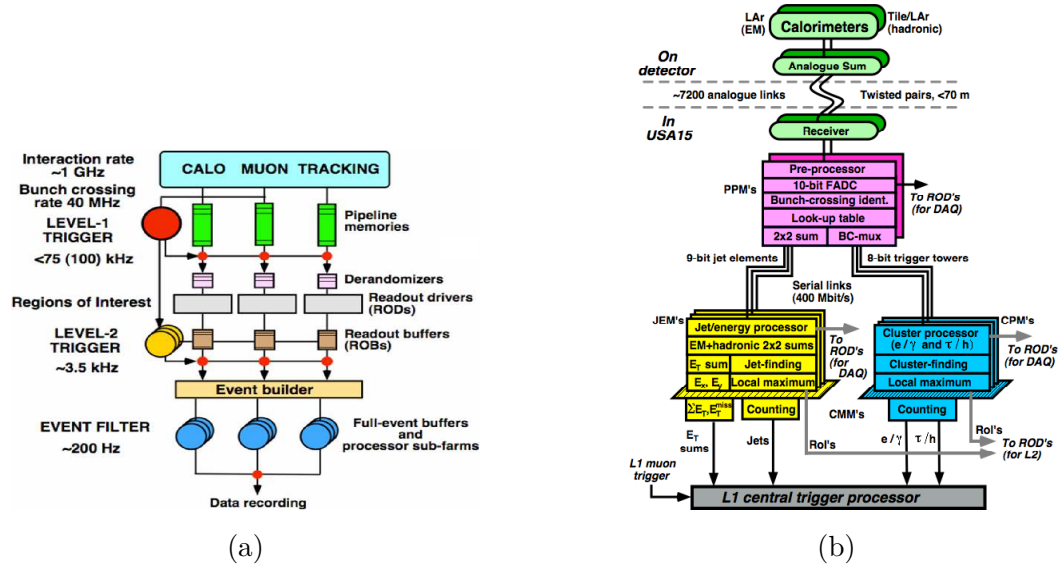 Interaction rate
~1 GHz
CALO MUON TRACKING
Bunch crossing
rate 40 MHz
LEVEL-1
TRIGGER
<75 (100) kHz
Pipeline
memories
Derandomizers
Regions of Interest
Readout drivers
(RODs)
LEVEL-2
TRIGGER
~3.5 kHz
Readout buffers
(ROBs)
Event builder
EVENT FILTER
~200 Hz
Full-event buffers
and
processor sub-farms
Data recording
(a)
LAr
(EM)
Calorimeters
Tile/LAr
(hadronic)
On
detector
Analogue Sum
~7200 analogue links
Twisted pairs, <70 m
In
USA15
Receiver
PPM's
Pre-processor
10-bit FADC
Bunch-crossing ident.
Look-up table
2x2 sum
BC-mux
To ROD's
(for DAQ)
9-bit jet elements
8-bit trigger towers
Serial links
(400 Mbit/s)
JEM's
Jet/energy processor
EM+hadronic 2x2 sums
E_T sum
Jet-finding
E_x, E_y
Local maximum
To ROD's
(for DAQ)
CPM's
Cluster processor
(e/γ and τ/h)
Cluster-finding
Local maximum
To ROD's
(for DAQ)
ΣE_T, E_T^miss
Counting
CMM's
Counting
E_T
sums
Jets
RoI's
e/γ
τ/h
RoI's
To ROD's
(for L2)
L1 muon
trigger
L1 central trigger processor
(b)